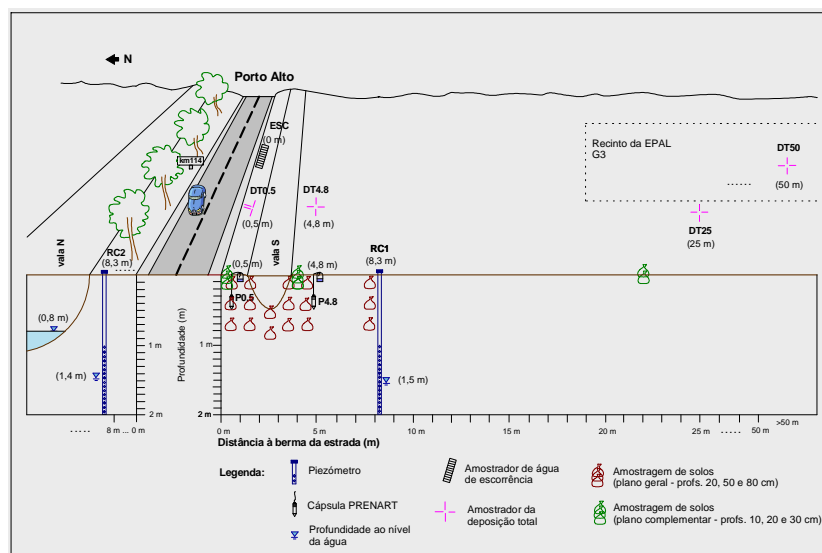 N
Porto Alto
ESC
(0 m)
Recinto da EPAL
G3
DT50
(50 m)
.....
km114
DT0.5
DT4.8
(0,5 m)
(4,8 m)
DT25
(25 m)
vala N
vala S
RC2
(8,3 m)
.....
(0,5 m)
(4,8 m)
RC1
(8,3 m)
P0.5
P4.8
(0,8 m)
Profundidade (m)
1 m
1 m
(1,4 m)
(1,5 m)
2 m
2 m
..... 8 m ... 0 m
0 m 5 m 10 m 15 m 20 m 25 m ..... 50 m >50 m
Distância à berma da estrada (m)
Legenda:
Piezómetro
Cápsula PRENART
Profundidade ao nível
da água
Amostrador de água
de escorrência
Amostrador da
deposição total
Amostragem de solos
(plano geral - profs. 20, 50 e 80 cm)
Amostragem de solos
(plano complementar - profs. 10, 20 e 30 cm)